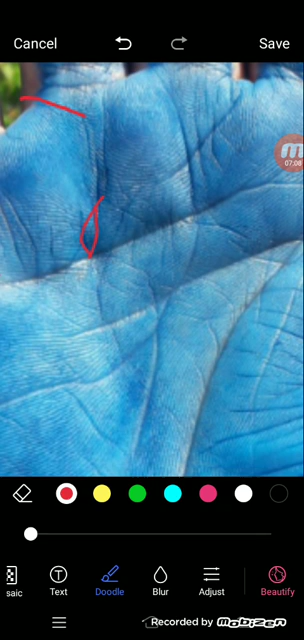 Cancel
Save
07:08
saic
Text
Doodle
Blur
Adjust
Beautify
Recorded by mobizen